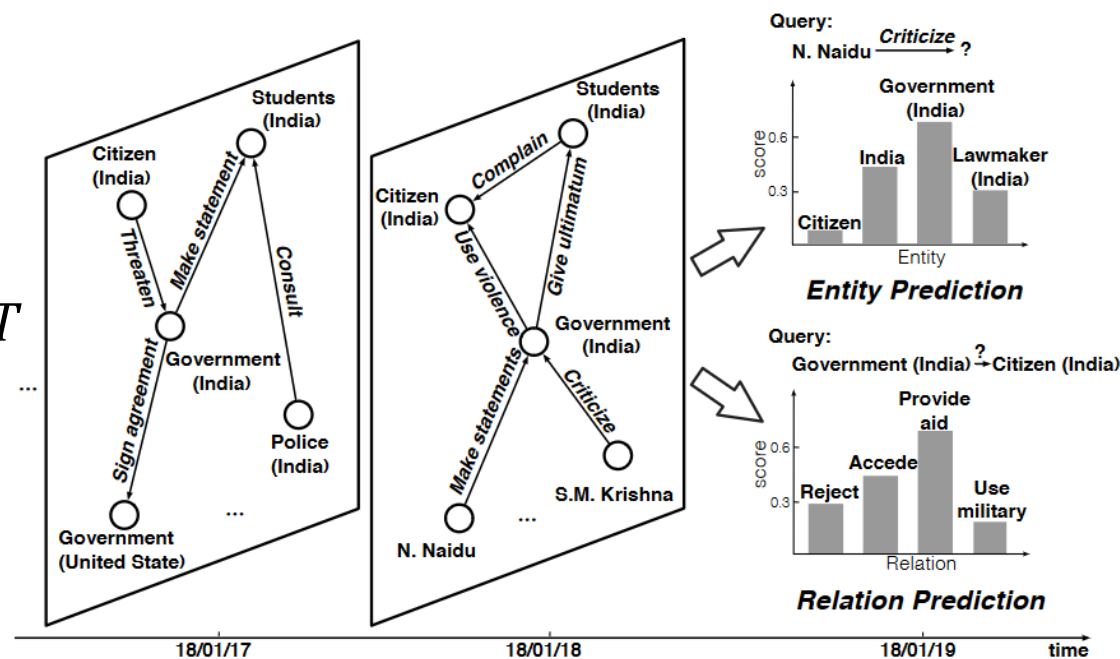 T
...
Citizen
(India)
Students
(India)
Threaten
Make statement
Consult
Government
(India)
Sign agreement
Police
(India)
...
Government
(United State)
Students
(India)
Complain
Citizen
(India)
Use violence
Give ultimatum
Government
(India)
Make statements
Criticize
S.M. Krishna
...
N. Naidu
Query:
N. Naidu Criticize ?
score
0.6
0.3
Citizen
India
Government
(India)
Lawmaker
(India)
Entity
Entity Prediction
Query:
Government (India) ? Citizen (India)
score
0.6
0.3
Reject
Accede
Provide
aid
Use
military
Relation
Relation Prediction
18/01/17
18/01/18
18/01/19
time